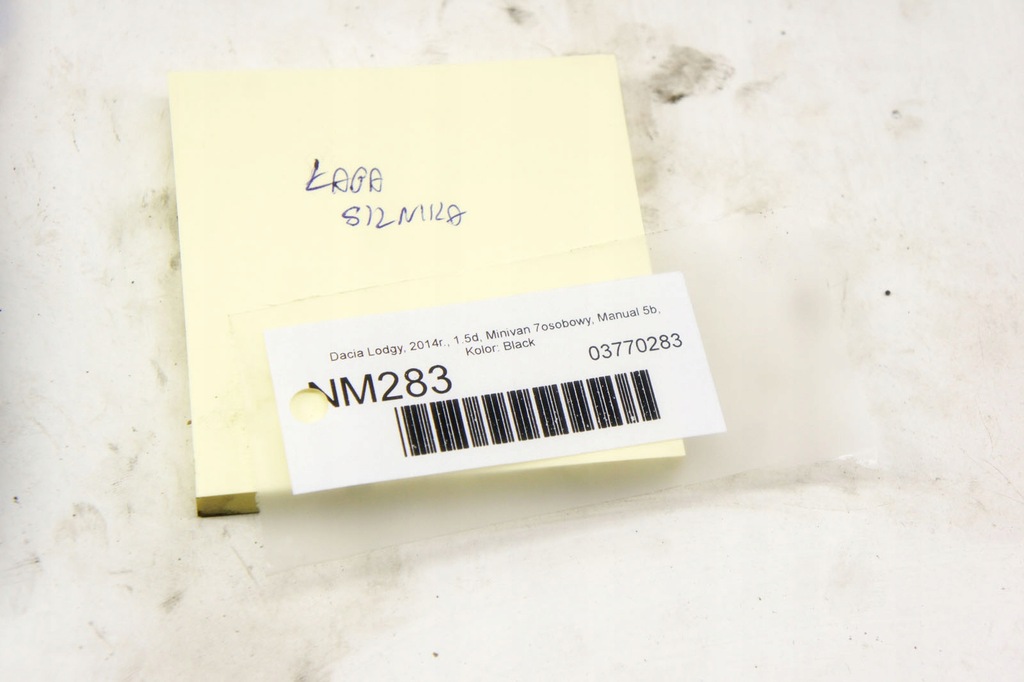 ŁAPA
SILNIKA
Dacia Lodgy, 2014r., 1.5d, Minivan 7osobowy, Manual 5b,
Kolor: Black
03770283
NM283